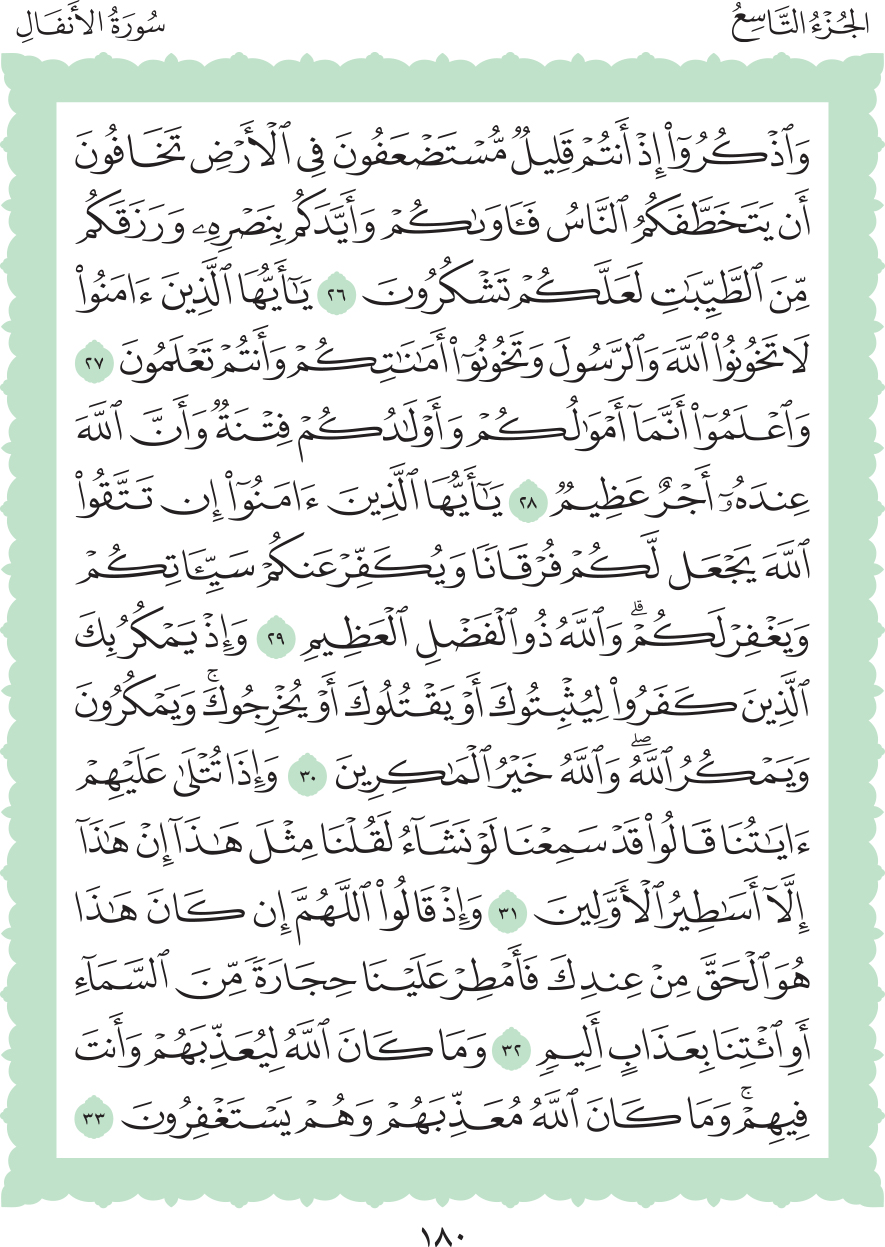 الجُزْءُ التَّاسِعُ
سُورَةُ الأَنفَالِ
وَٱذْكُرُوٓا۟ إِذْ أَنتُمْ قَلِيلٌ مُّسْتَضْعَفُونَ فِى ٱلْأَرْضِ تَخَافُونَ
أَن يَتَخَطَّفَكُمُ ٱلنَّاسُ فَـَٔاوَىٰكُمْ وَأَيَّدَكُم بِنَصْرِهِۦ وَرَزَقَكُم
مِّنَ ٱلطَّيِّبَـٰتِ لَعَلَّكُمْ تَشْكُرُونَ ٢٦ يَـٰٓأَيُّهَا ٱلَّذِينَ ءَامَنُوا۟
لَا تَخُونُوا۟ ٱللَّهَ وَٱلرَّسُولَ وَتَخُونُوٓا۟ أَمَـٰنَـٰتِكُمْ وَأَنتُمْ تَعْلَمُونَ ٢٧
وَٱعْلَمُوٓا۟ أَنَّمَآ أَمْوَٰلُكُمْ وَأَوْلَـٰدُكُمْ فِتْنَةٌ وَأَنَّ ٱللَّهَ
عِندَهُۥٓ أَجْرٌ عَظِيمٌ ٢٨ يَـٰٓأَيُّهَا ٱلَّذِينَ ءَامَنُوٓا۟ إِن تَتَّقُوا۟
ٱللَّهَ يَجْعَل لَّكُمْ فُرْقَانًا وَيُكَفِّرْ عَنكُمْ سَيِّـَٔاتِكُمْ
وَيَغْفِرْ لَكُمْ ۗ وَٱللَّهُ ذُو ٱلْفَضْلِ ٱلْعَظِيمِ ٢٩ وَإِذْ يَمْكُرُ بِكَ
ٱلَّذِينَ كَفَرُوا۟ لِيُثْبِتُوكَ أَوْ يَقْتُلُوكَ أَوْ يُخْرِجُوكَ ۚ وَيَمْكُرُونَ
وَيَمْكُرُ ٱللَّهُ ۖ وَٱللَّهُ خَيْرُ ٱلْمَـٰكِرِينَ ٣٠ وَإِذَا تُتْلَىٰ عَلَيْهِمْ
ءَايَـٰتُنَا قَالُوا۟ قَدْ سَمِعْنَا لَوْ نَشَآءُ لَقُلْنَا مِثْلَ هَـٰذَآ إِنْ هَـٰذَآ
إِلَّآ أَسَـٰطِيرُ ٱلْأَوَّلِينَ ٣١ وَإِذْ قَالُوا۟ ٱللَّهُمَّ إِن كَانَ هَـٰذَا
هُوَ ٱلْحَقَّ مِنْ عِندِكَ فَأَمْطِرْ عَلَيْنَا حِجَارَةً مِّنَ ٱلسَّمَآءِ
أَوِ ٱئْتِنَا بِعَذَابٍ أَلِيمٍ ٣٢ وَمَا كَانَ ٱللَّهُ لِيُعَذِّبَهُمْ وَأَنتَ
فِيهِمْ ۚ وَمَا كَانَ ٱللَّهُ مُعَذِّبَهُمْ وَهُمْ يَسْتَغْفِرُونَ ٣٣
١٨٠